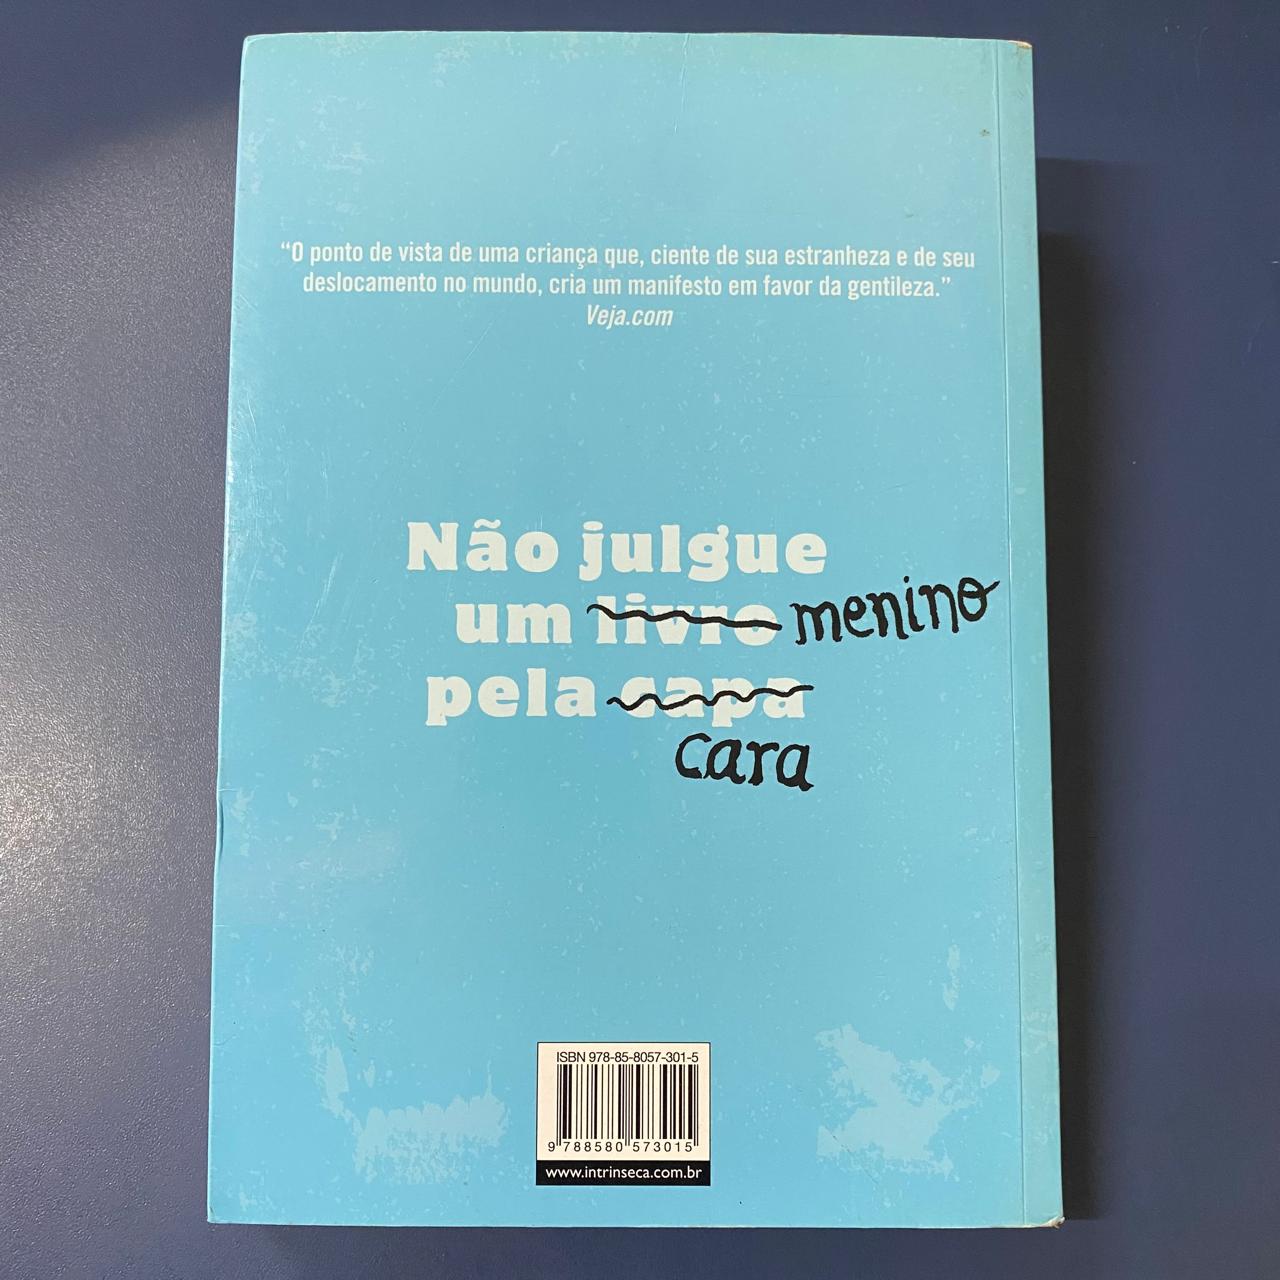 “O ponto de vista de uma criança que, ciente de sua estranheza e de seu
deslocamento no mundo, cria um manifesto em favor da gentileza.”
Veja.com
Não julgue
um livro menino
pela capa
cara
ISBN 978-85-8057-301-5
9 788580 573015
www.intrinseca.com.br